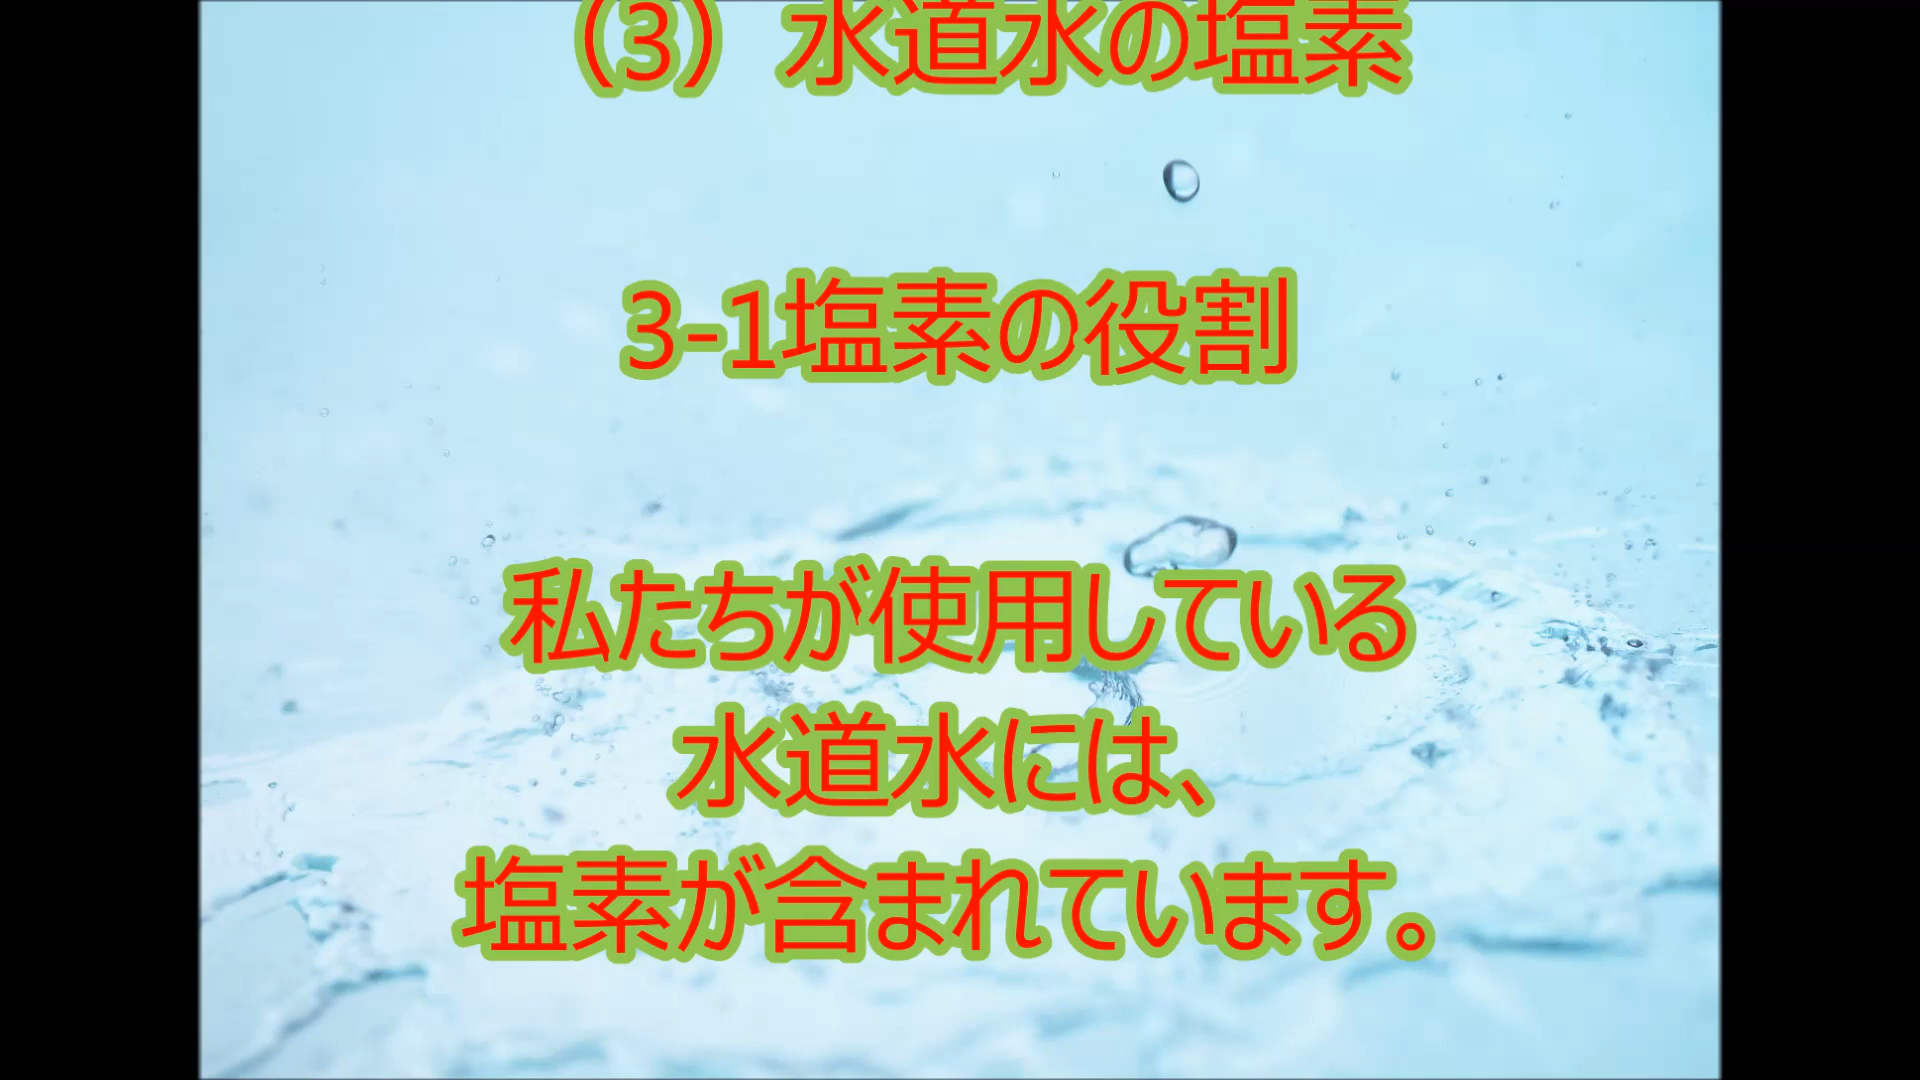 （3）水道水の塩素
3-1塩素の役割
私たちが使用している
水道水には、
塩素が含まれています。